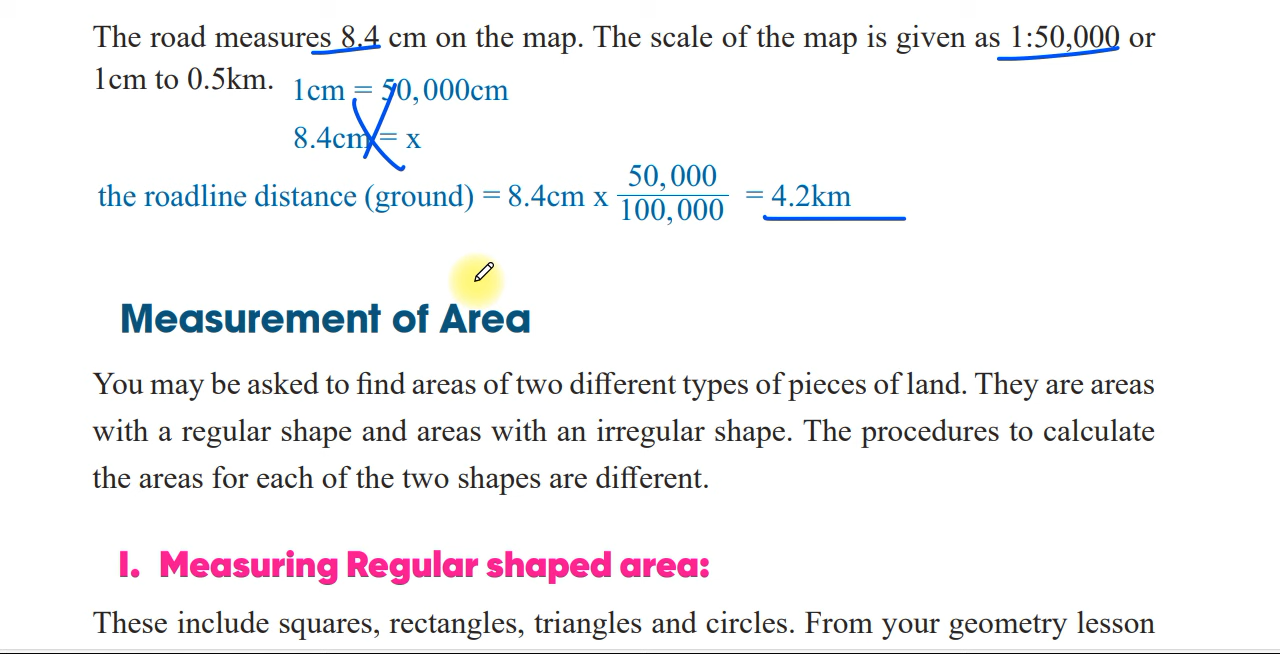 The road measures 8.4 cm on the map. The scale of the map is given as 1:50,000 or
1cm to 0.5km.
1cm = 50,000cm
8.4cm = x
the roadline distance (ground) = 8.4cm x 50,000/100,000 = 4.2km
Measurement of Area
You may be asked to find areas of two different types of pieces of land. They are areas
with a regular shape and areas with an irregular shape. The procedures to calculate
the areas for each of the two shapes are different.
I. Measuring Regular shaped area:
These include squares, rectangles, triangles and circles. From your geometry lesson